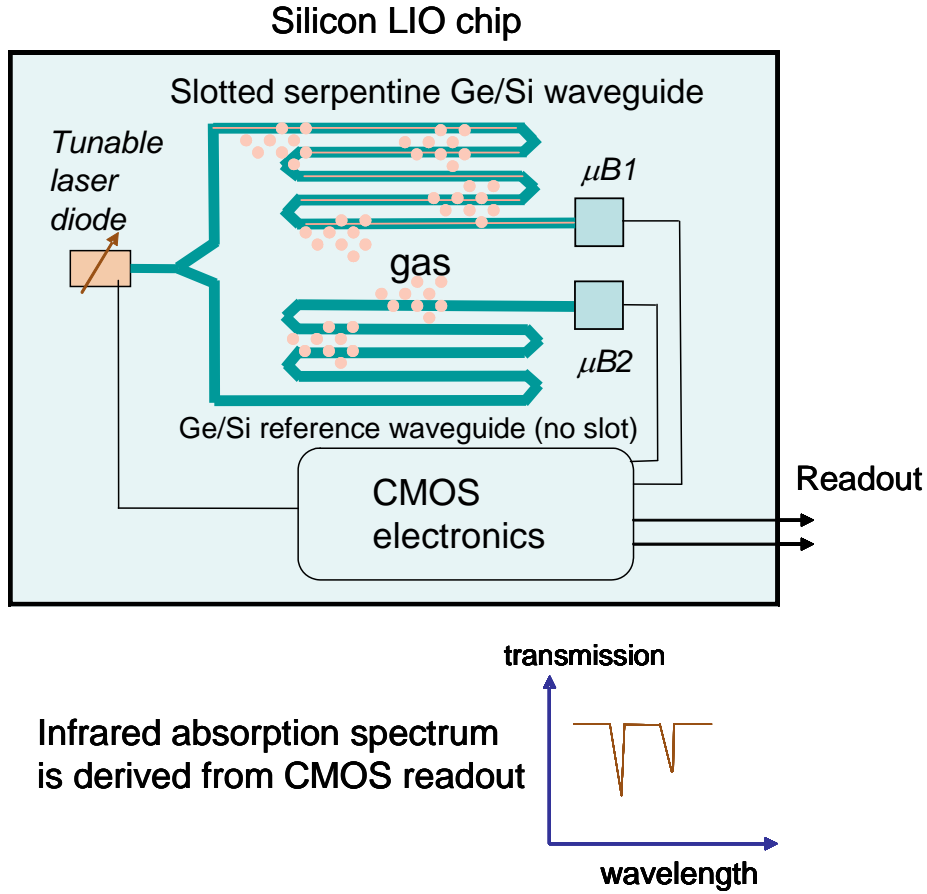 Silicon LIO chip
Slotted serpentine Ge/Si waveguide
Tunable
laser
diode
μB1
gas
μB2
Ge/Si reference waveguide (no slot)
CMOS
electronics
Readout
transmission
Infrared absorption spectrum
is derived from CMOS readout
wavelength